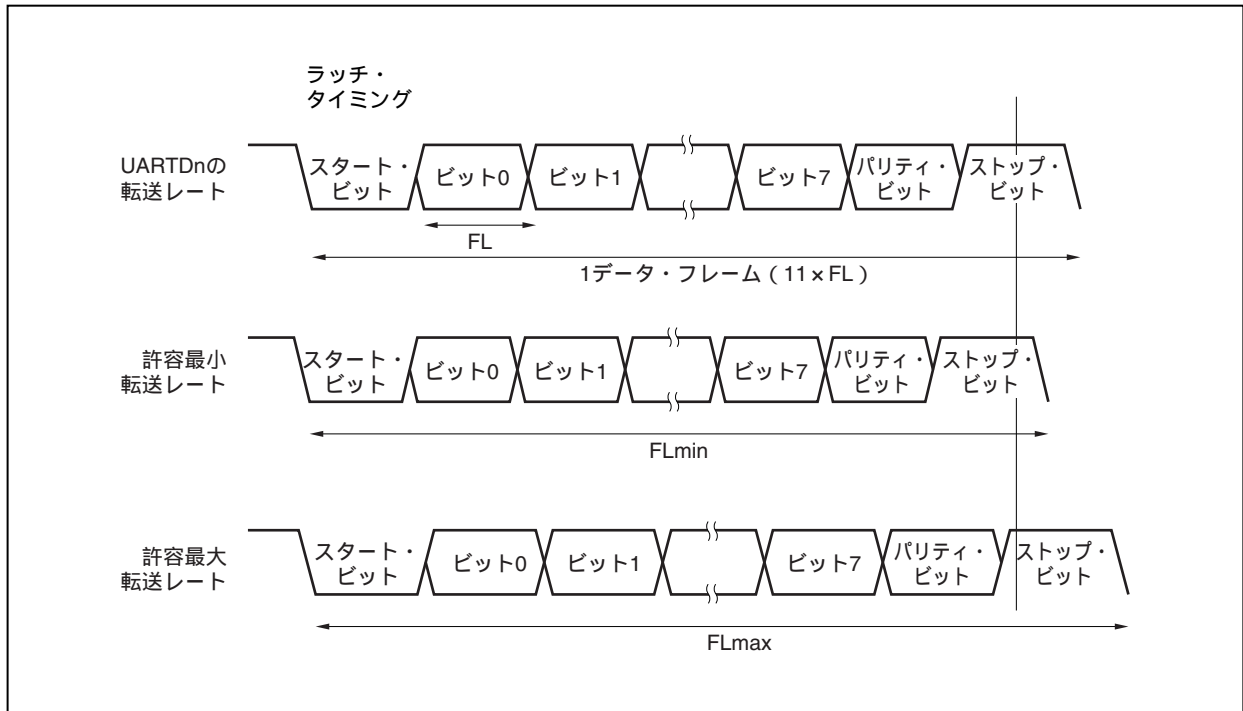 ラッチ・
タイミング
UARTDnの
転送レート
スタート・
ビット
ビット0
ビット1
ビット7
パリティ・
ビット
ストップ・
ビット
FL
1データ・フレーム（11×FL）
許容最小
転送レート
スタート・
ビット
ビット0
ビット1
ビット7
パリティ・
ビット
ストップ・
ビット
FLmin
許容最大
転送レート
スタート・
ビット
ビット0
ビット1
ビット7
パリティ・
ビット
ストップ・
ビット
FLmax